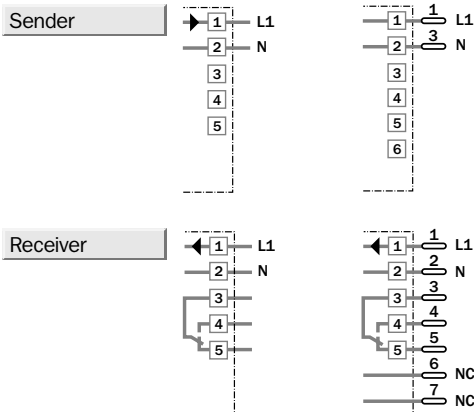 Sender
1 L1
2 N
3
4
5
1 1 L1
2 3 N
3
4
5
6
Receiver
1 L1
2 N
3
4
5
1 1 L1
2 2 N
3 3
4 4
5 5
6 NC
7 NC